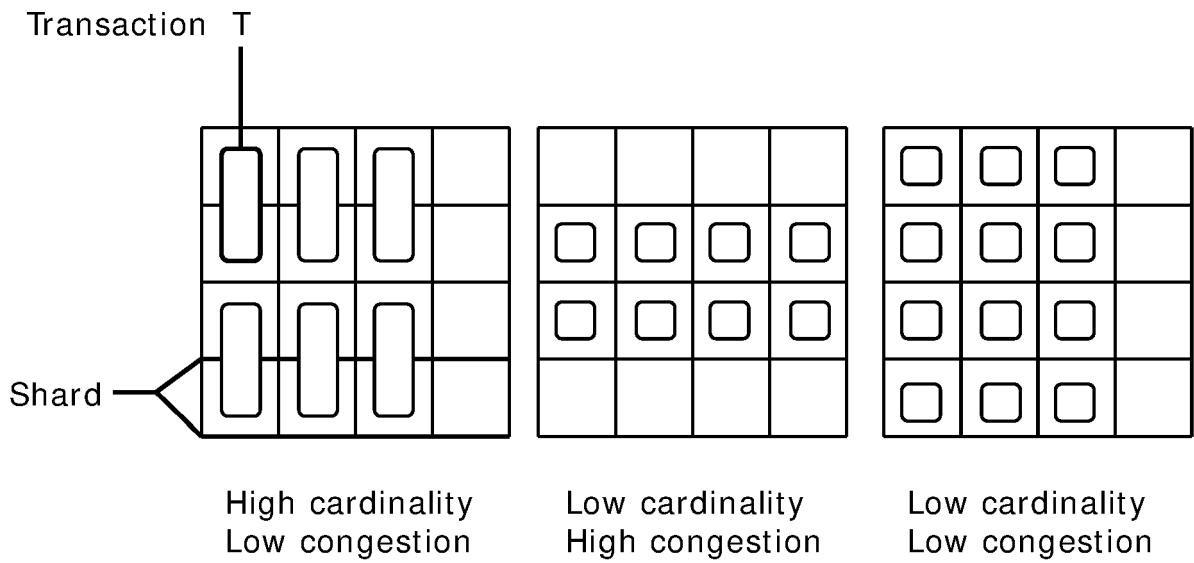 Transaction T
Shard
High cardinality
Low congestion
Low cardinality
High congestion
Low cardinality
Low congestion